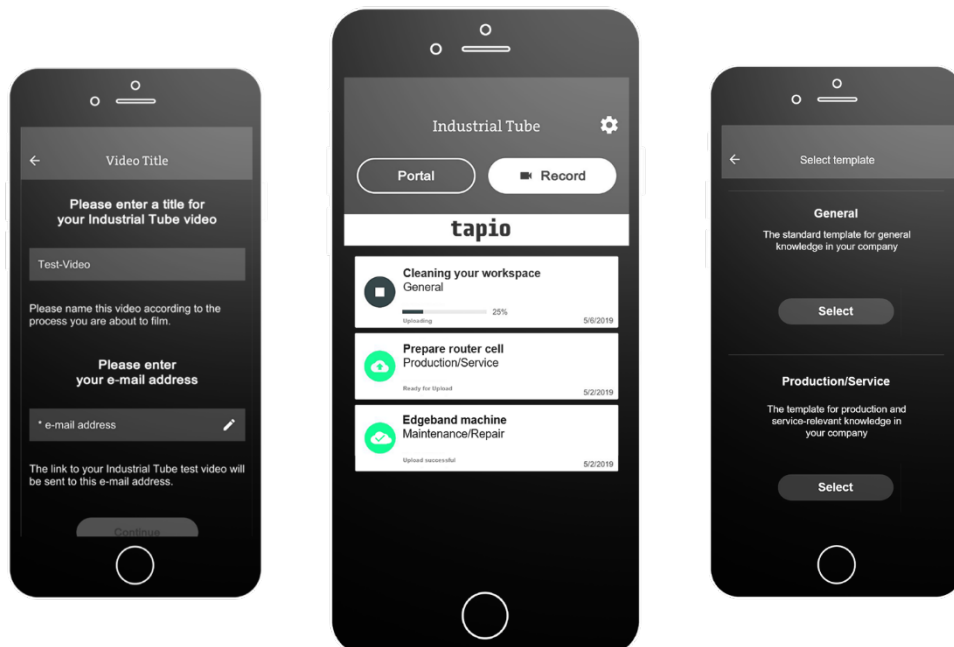 Video Title
Please enter a title for
your Industrial Tube video
Test-Video
Please name this video according to the
process you are about to film.
Please enter
your e-mail address
* e-mail address
The link to your Industrial Tube test video will
be sent to this e-mail address.
Continue
Industrial Tube
Portal
Record
tapio
Cleaning your workspace
General
25%
Uploading
5/6/2019
Prepare router cell
Production/Service
Ready for Upload
5/2/2019
Edgeband machine
Maintenance/Repair
Upload successful
5/2/2019
Select template
General
The standard template for general
knowledge in your company
Select
Production/Service
The template for production and
service-relevant knowledge in
your company
Select